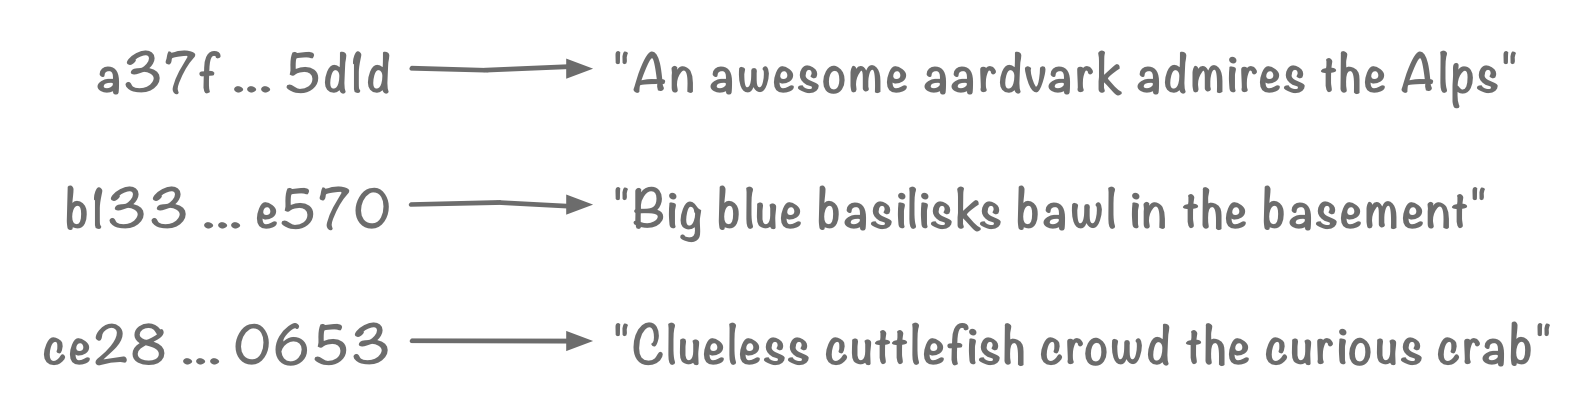 a37f ... 5d1d "An awesome aardvark admires the Alps"
b133 ... e570 "Big blue basilisks bawl in the basement"
ce28 ... 0653 "Clueless cuttlefish crowd the curious crab"